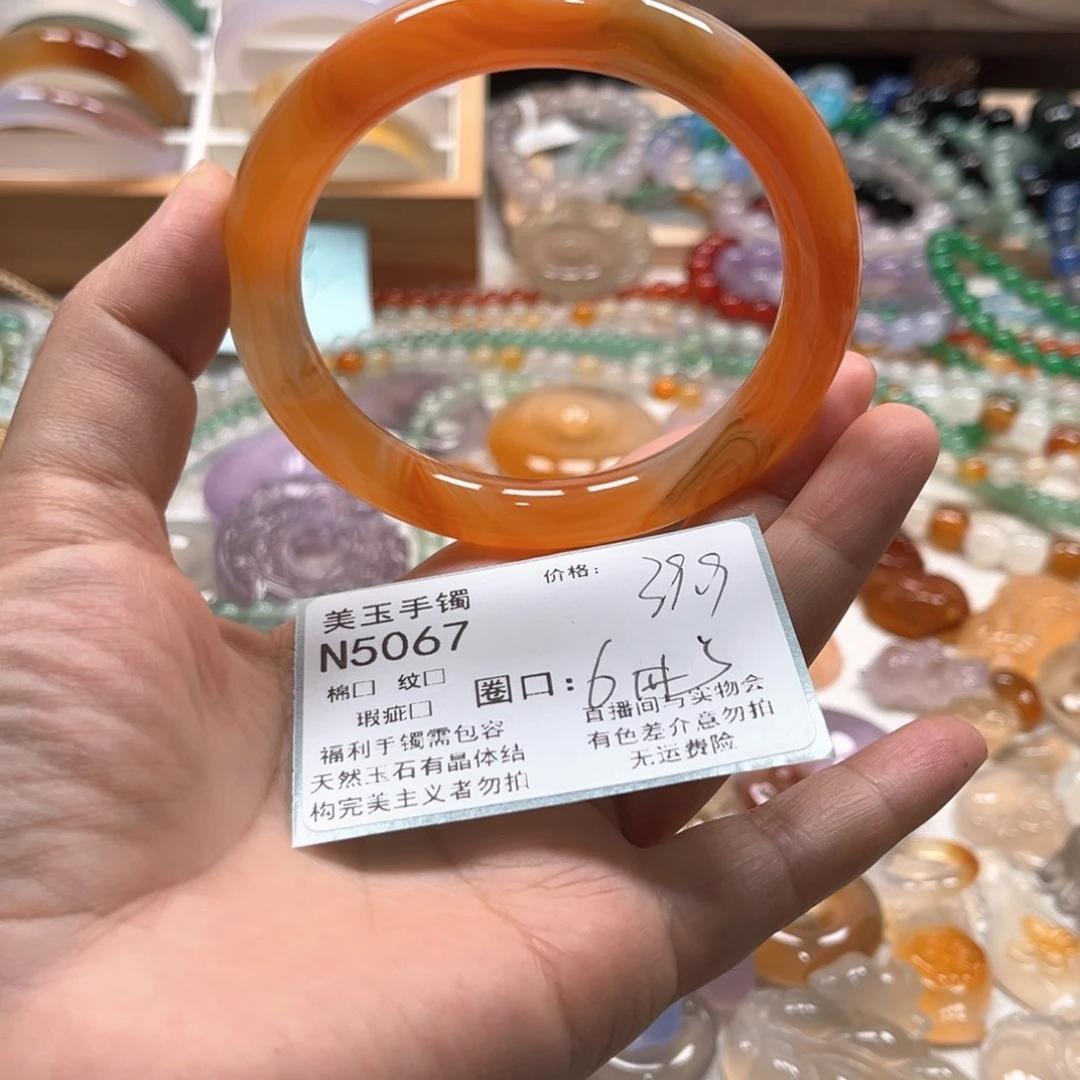 价格: 399
美玉手镯
N5067
棉□ 纹□
圈口:
瑕疵□
福利手镯需包容
天然玉石有晶体结
构完美主义者勿拍
直播间与实物会
有色差介意勿拍
无运费险